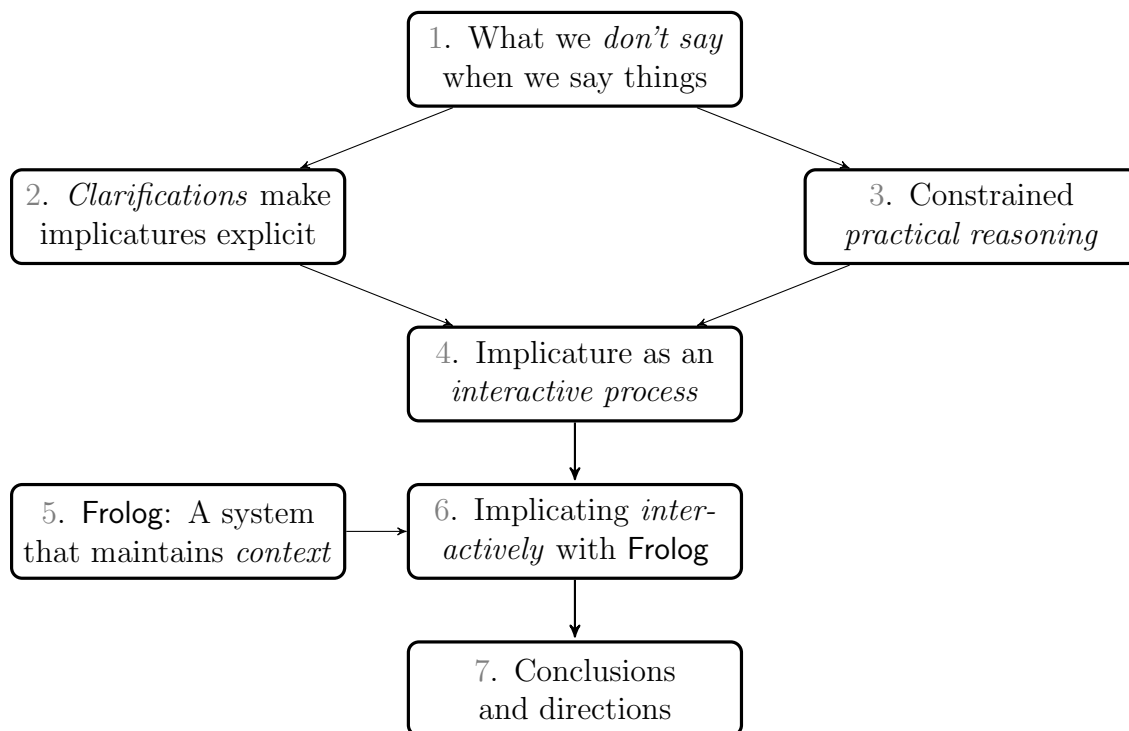 1. What we don't say
when we say things
2. Clarifications make
implicatures explicit
3. Constrained
practical reasoning
4. Implicature as an
interactive process
5. Frolog: A system
that maintains context
6. Implicating inter-
actively with Frolog
7. Conclusions
and directions